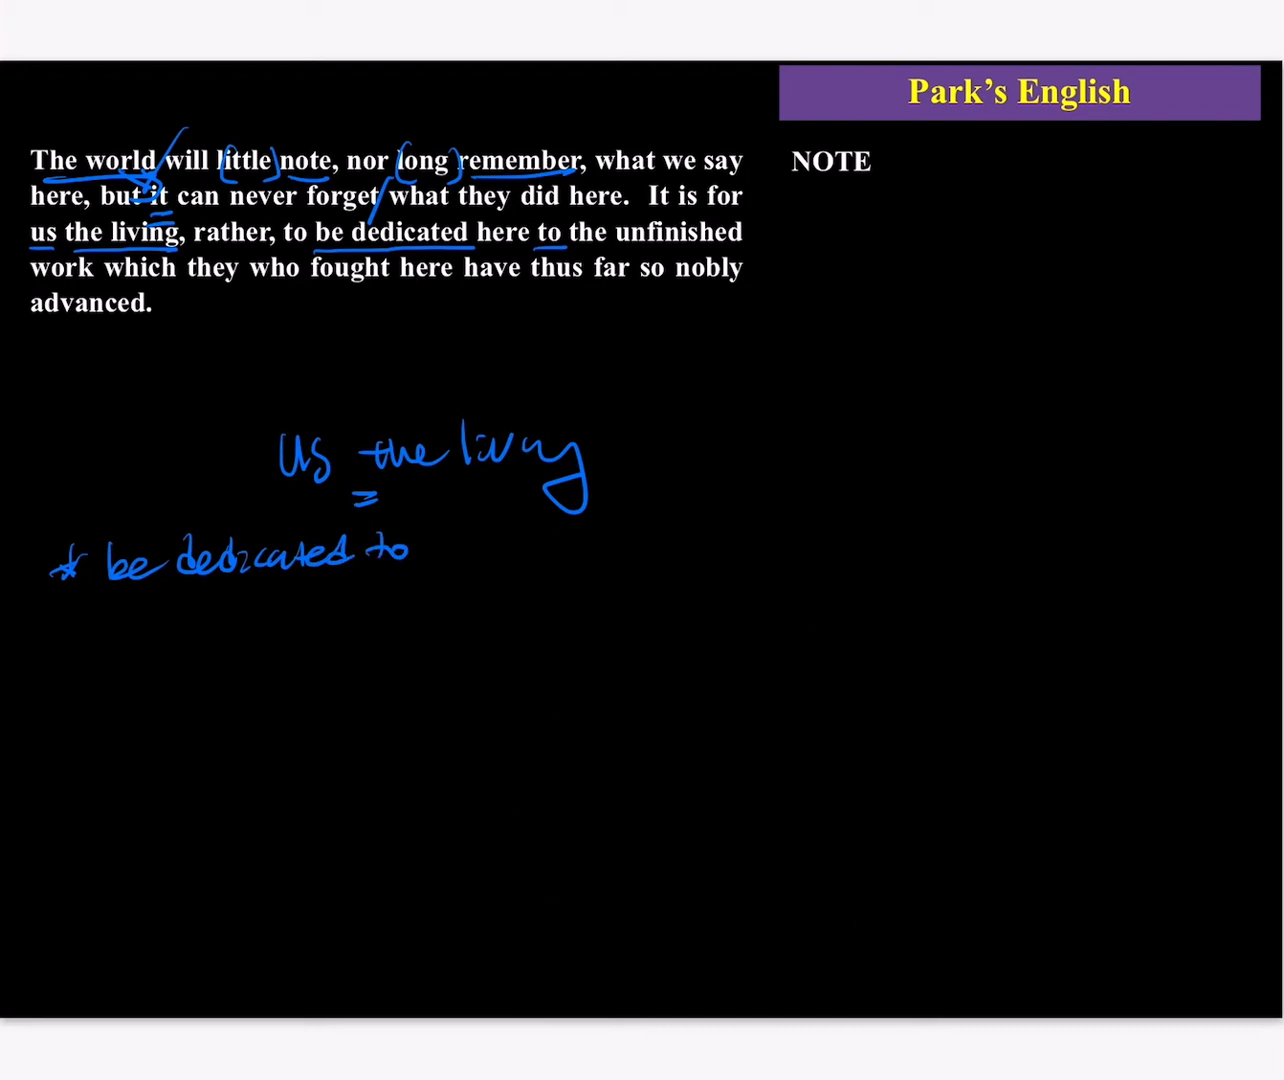 Park's English
The world will little note, nor long remember, what we say
here, but it can never forget what they did here.  It is for
us the living, rather, to be dedicated here to the unfinished
work which they who fought here have thus far so nobly
advanced.
NOTE
us the living
=
* be dedicated to